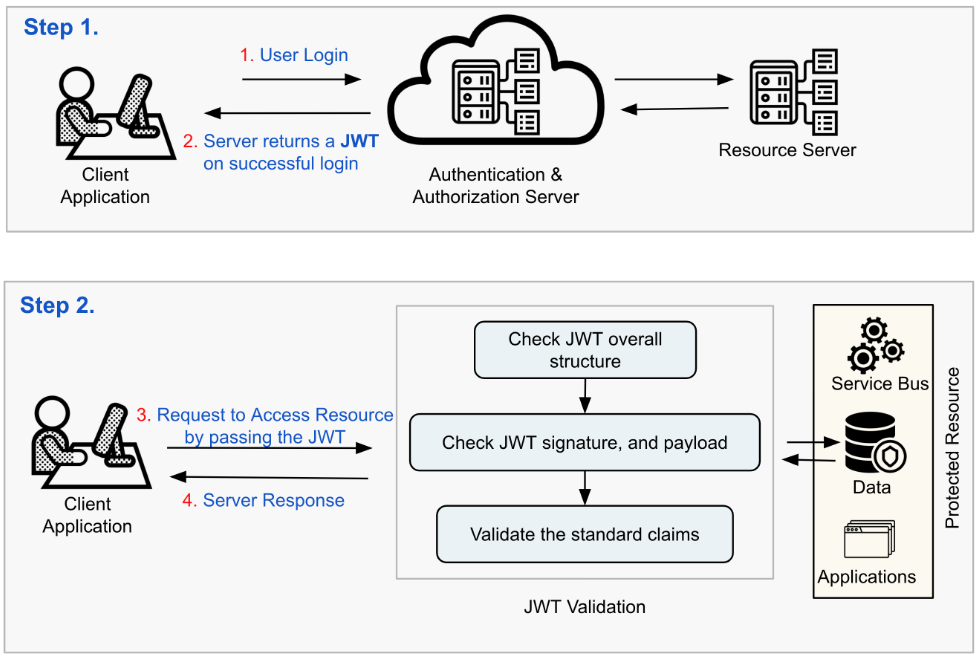 Step 1.
1. User Login
2. Server returns a JWT
on successful login
Client
Application
Authentication &
Authorization Server
Resource Server
Step 2.
3. Request to Access Resource
by passing the JWT
4. Server Response
Client
Application
Check JWT overall
structure
Check JWT signature, and payload
Validate the standard claims
JWT Validation
Service Bus
Data
Applications
Protected Resource